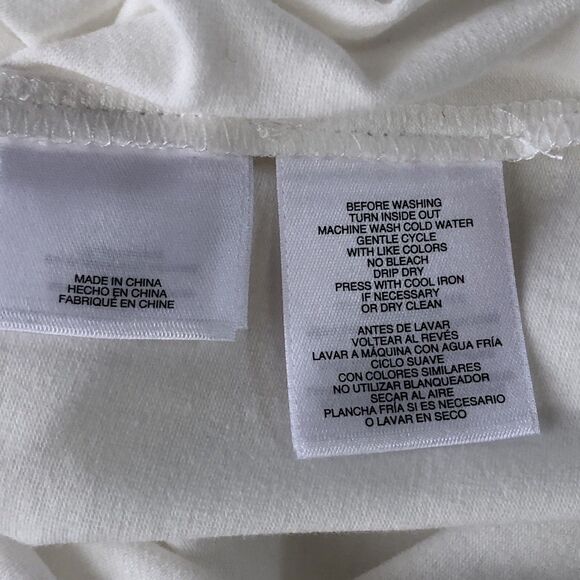 MADE IN CHINA
HECHO EN CHINA
FABRIQUÉ EN CHINE
BEFORE WASHING
TURN INSIDE OUT
MACHINE WASH COLD WATER
GENTLE CYCLE
WITH LIKE COLORS
NO BLEACH
DRIP DRY
PRESS WITH COOL IRON
IF NECESSARY
OR DRY CLEAN
ANTES DE LAVAR
VOLTEAR AL REVÉS
LAVAR A MÁQUINA CON AGUA FRÍA
CICLO SUAVE
CON COLORES SIMILARES
NO UTILIZAR BLANQUEADOR
SECAR AL AIRE
PLANCHA FRÍA SI ES NECESARIO
O LAVAR EN SECO